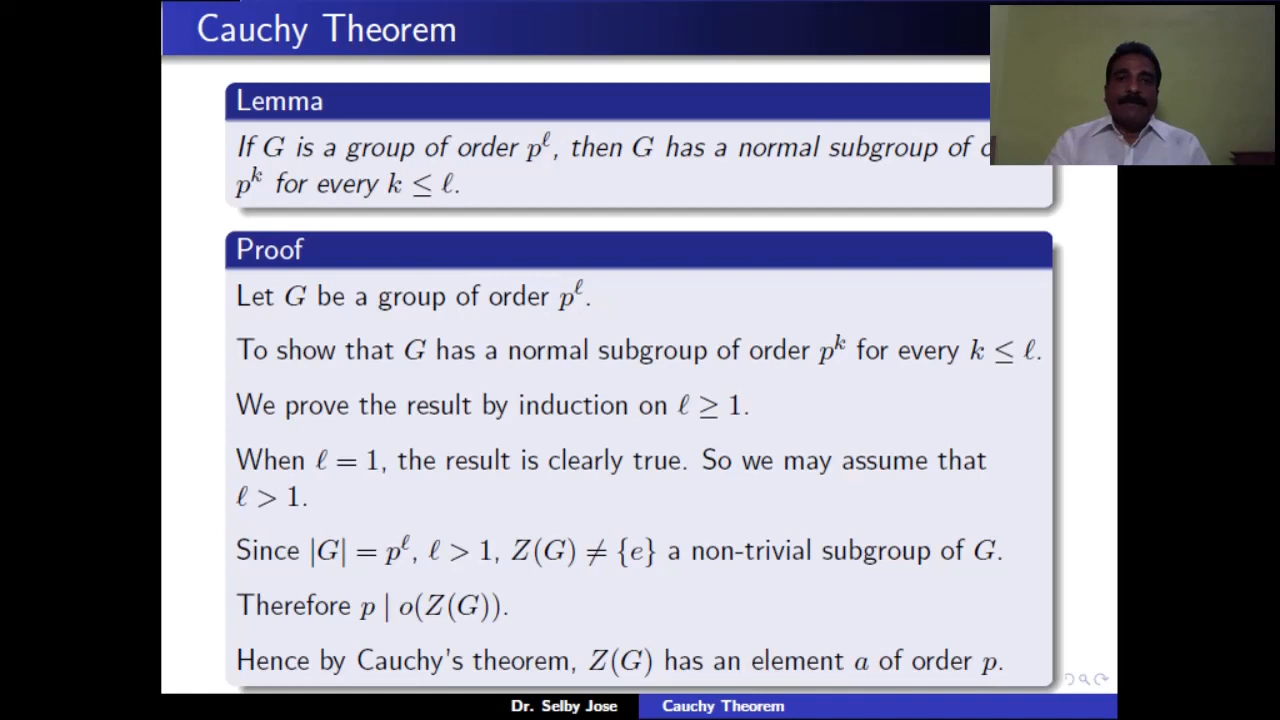 Cauchy Theorem
Lemma
If G is a group of order p^ℓ, then G has a normal subgroup of
p^k for every k ≤ ℓ.
Proof
Let G be a group of order p^ℓ.
To show that G has a normal subgroup of order p^k for every k ≤ ℓ.
We prove the result by induction on ℓ ≥ 1.
When ℓ = 1, the result is clearly true. So we may assume that
ℓ > 1.
Since |G| = p^ℓ, ℓ > 1, Z(G) ≠ {e} a non-trivial subgroup of G.
Therefore p | o(Z(G)).
Hence by Cauchy's theorem, Z(G) has an element a of order p.
Dr. Selby Jose Cauchy Theorem